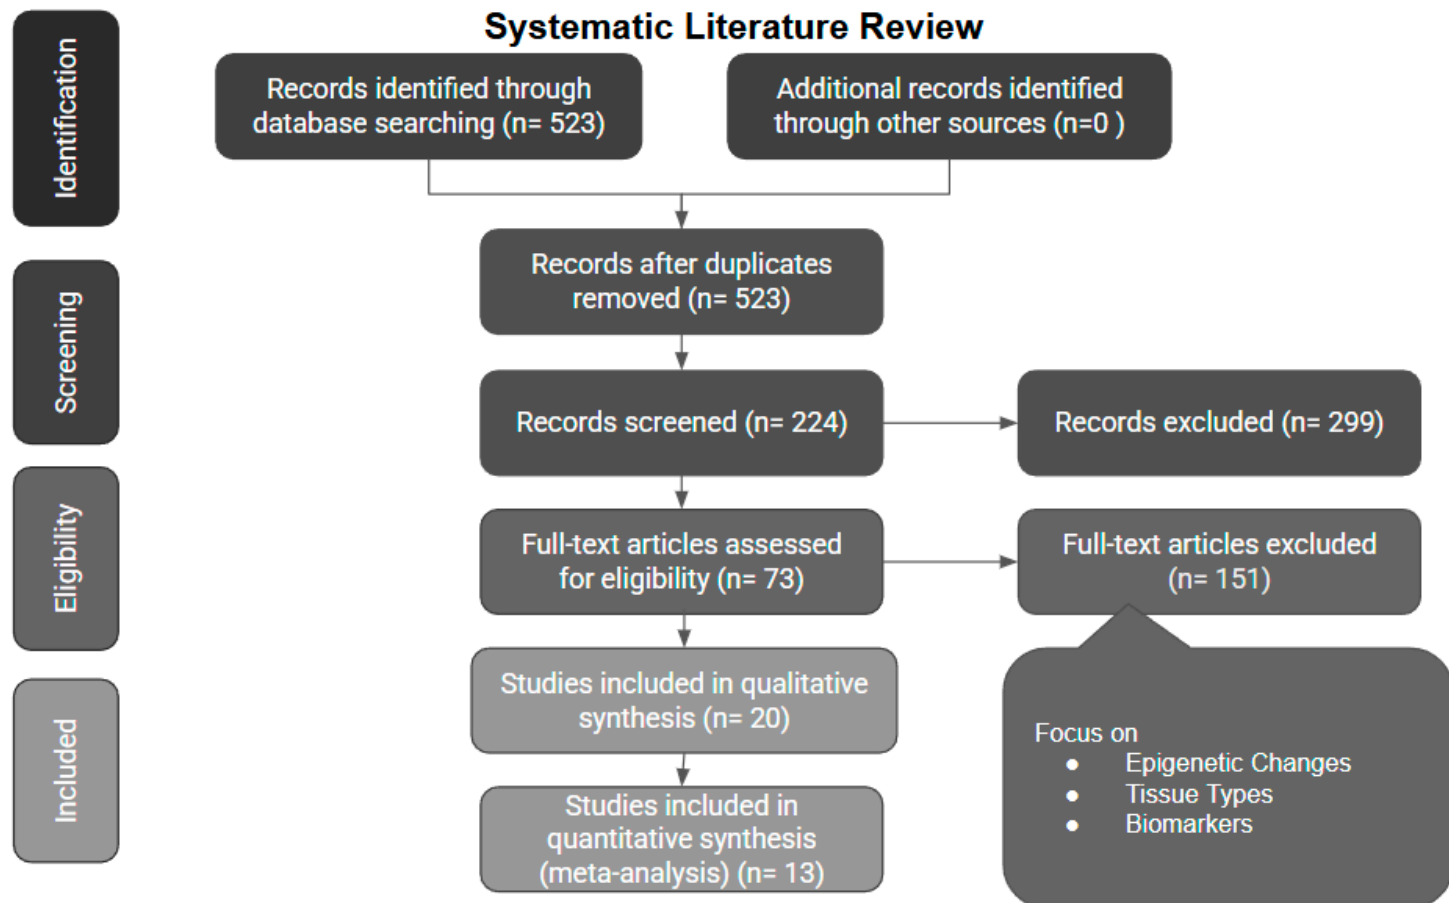 Systematic Literature Review
Identification
Records identified through
database searching (n= 523)
Additional records identified
through other sources (n=0 )
Screening
Records after duplicates
removed (n= 523)
Records screened (n= 224)
Records excluded (n= 299)
Eligibility
Full-text articles assessed
for eligibility (n= 73)
Full-text articles excluded
(n= 151)
Focus on
● Epigenetic Changes
● Tissue Types
● Biomarkers
Included
Studies included in qualitative
synthesis (n= 20)
Studies included in
quantitative synthesis
(meta-analysis) (n= 13)